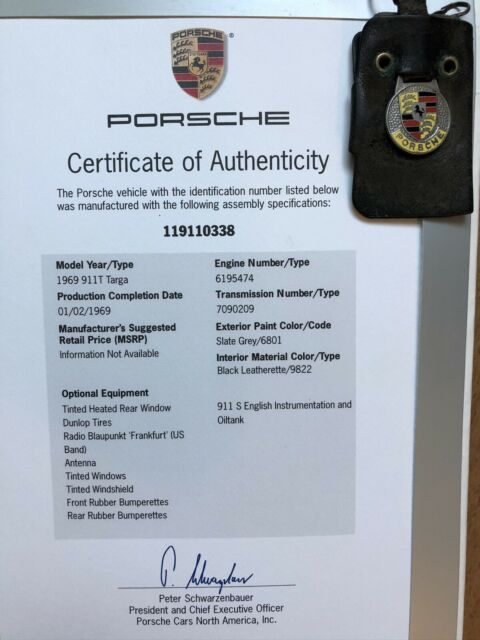 PORSCHE
®
PORSCHE
PORSCHE
Certificate of Authenticity
The Porsche vehicle with the identification number listed below
was manufactured with the following assembly specifications:
119110338
Model Year/Type
1969 911T Targa
Production Completion Date
01/02/1969
Manufacturer's Suggested
Retail Price (MSRP)
Information Not Available
Engine Number/Type
6195474
Transmission Number/Type
7090209
Exterior Paint Color/Code
Slate Grey/6801
Interior Material Color/Type
Black Leatherette/9822
Optional Equipment
Tinted Heated Rear Window
Dunlop Tires
Radio Blaupunkt 'Frankfurt' (US
Band)
Antenna
Tinted Windows
Tinted Windshield
Front Rubber Bumperettes
Rear Rubber Bumperettes
911 S English Instrumentation and
Oiltank
Peter Schwarzenbauer
President and Chief Executive Officer
Porsche Cars North America, Inc.